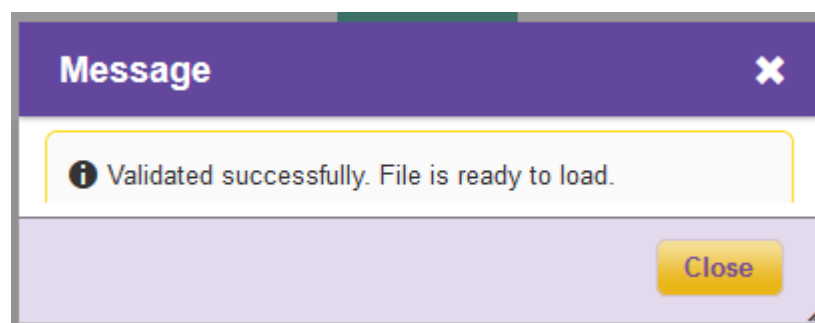 Message
Validated successfully. File is ready to load.
Close